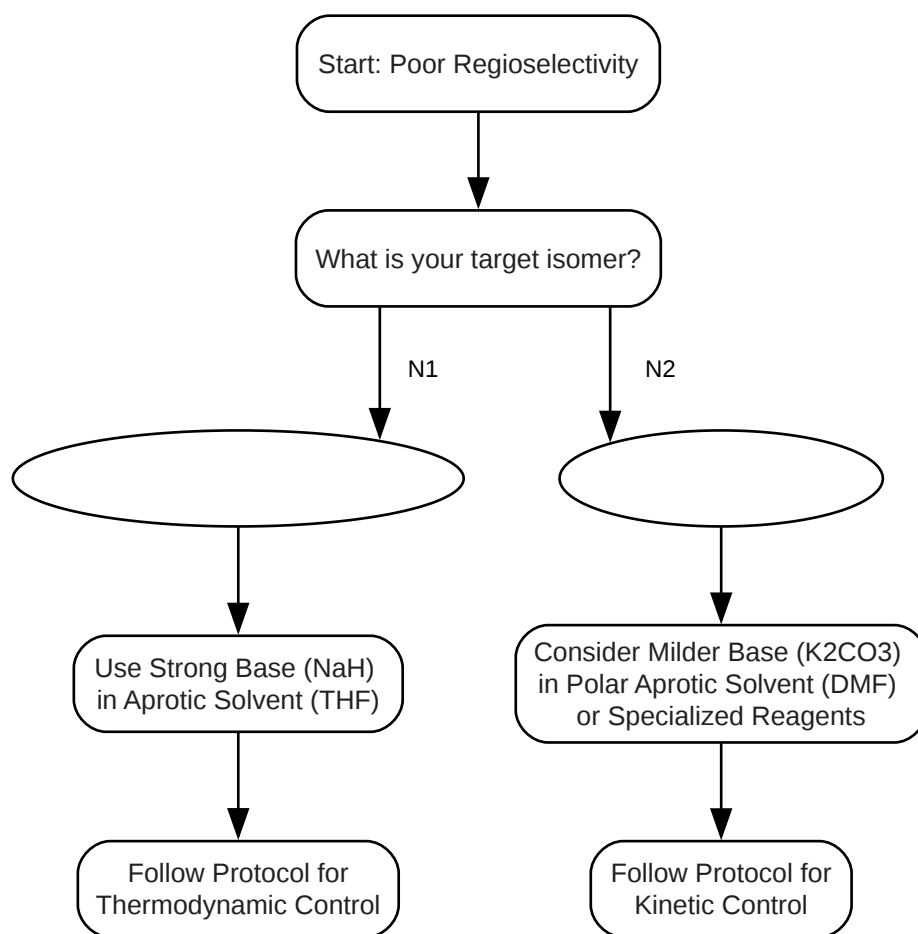 Start: Poor Regioselectivity
What is your target isomer?
N1
N2
Use Strong Base (NaH)
in Aprotic Solvent (THF)
Consider Milder Base (K2CO3)
in Polar Aprotic Solvent (DMF)
or Specialized Reagents
Follow Protocol for
Thermodynamic Control
Follow Protocol for
Kinetic Control